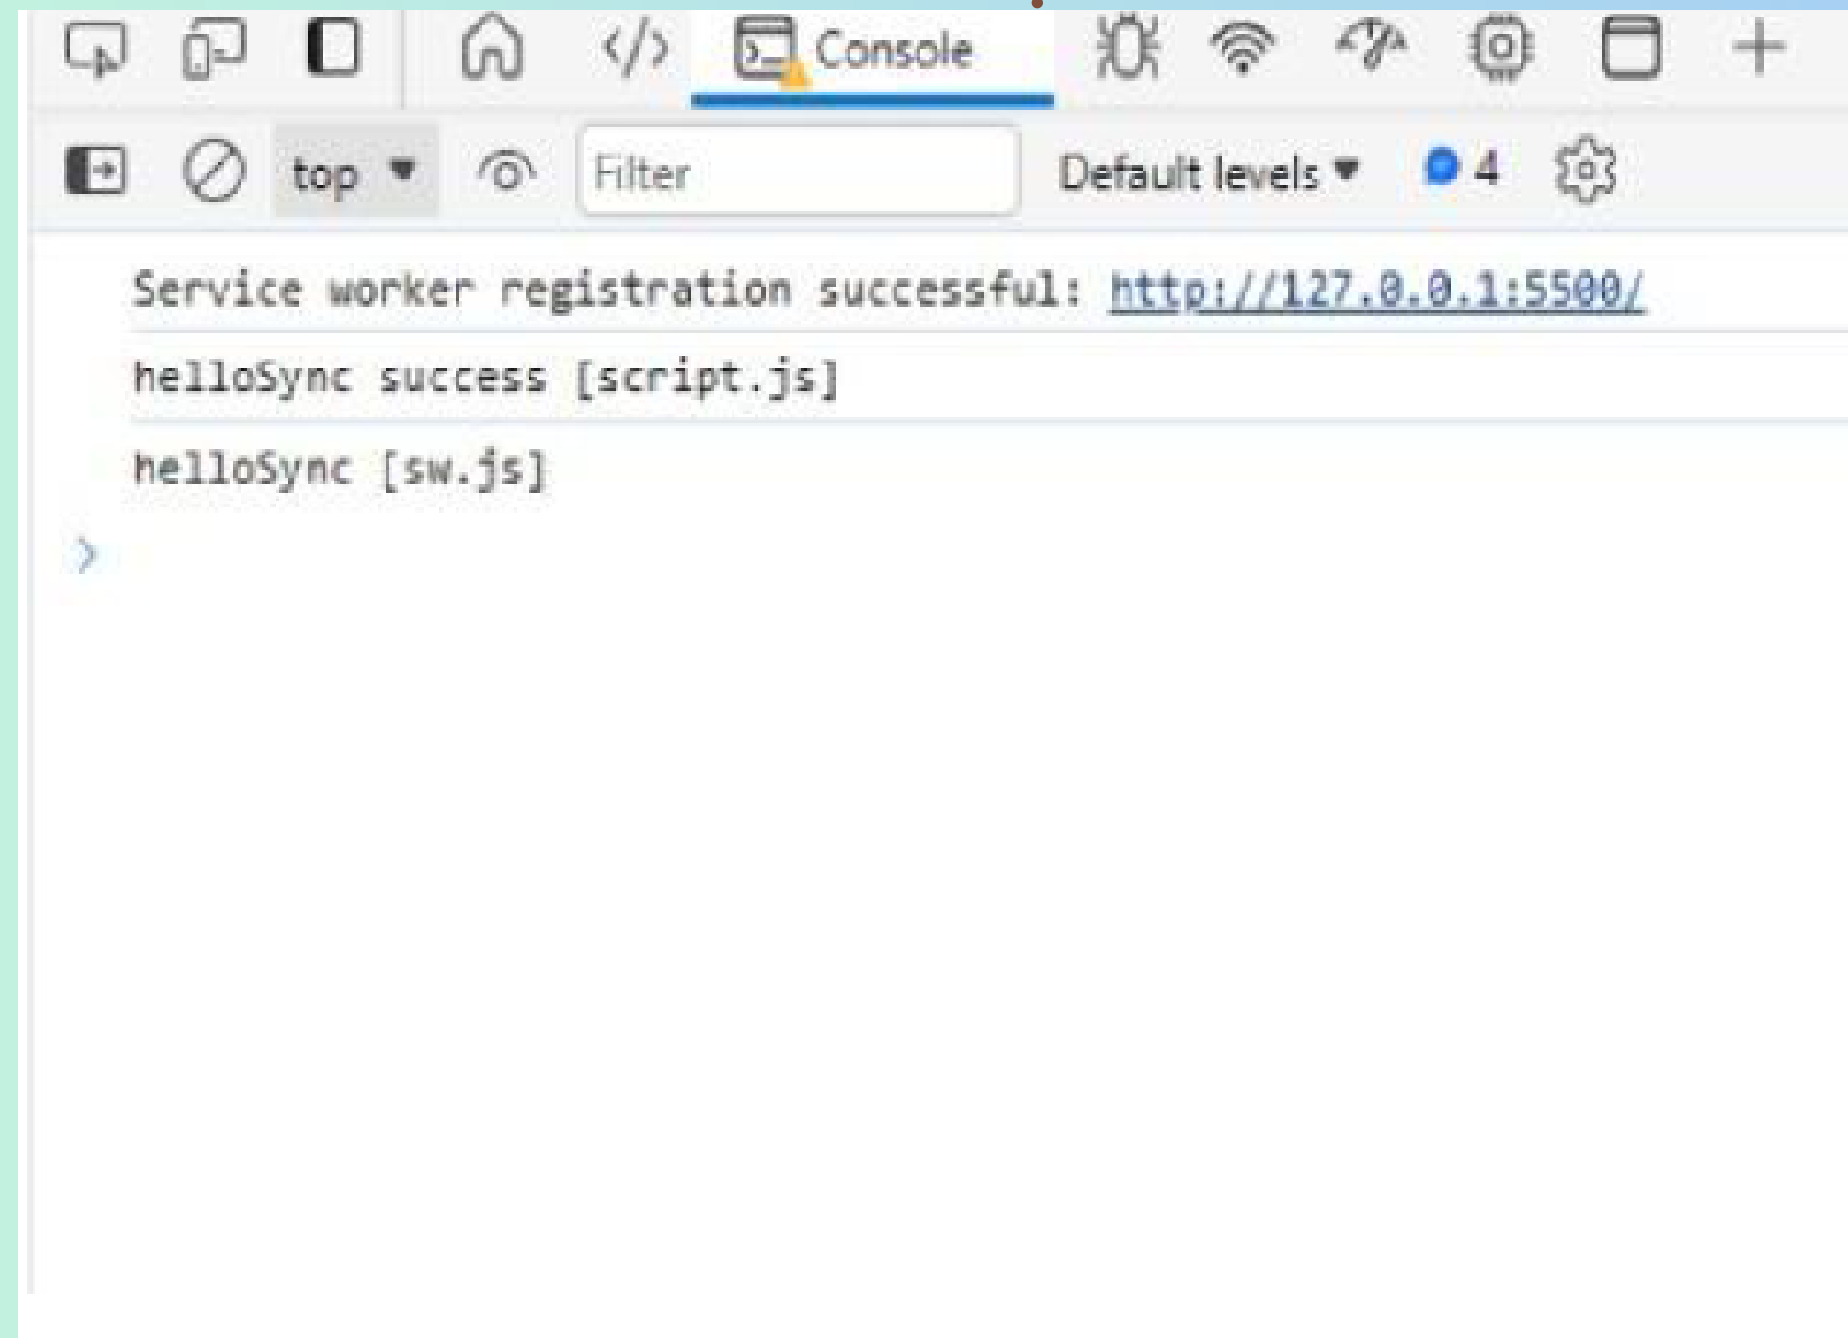 Console
top Filter Default levels 4
Service worker registration successful: http://127.0.0.1:5500/
helloSync success [script.js]
helloSync [sw.js]